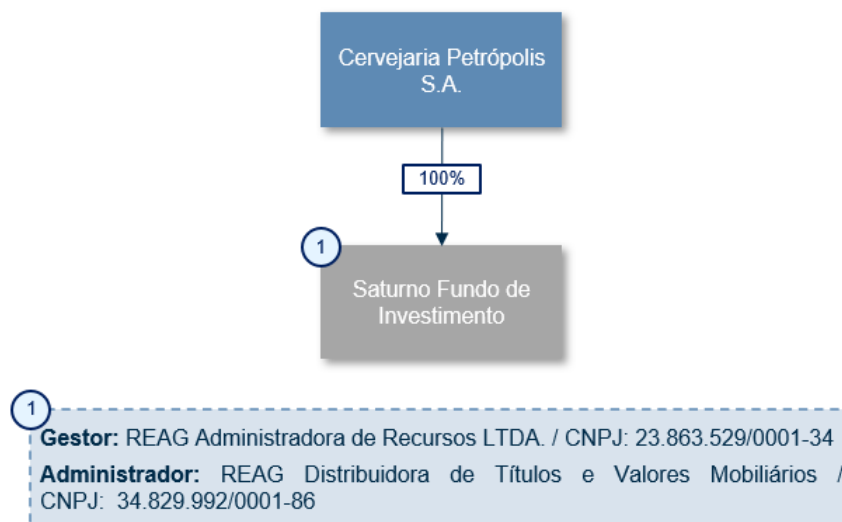 Cervejaria Petrópolis
S.A.
100%
1
Saturno Fundo de
Investimento
1
Gestor: REAG Administradora de Recursos LTDA. / CNPJ: 23.863.529/0001-34
Administrador: REAG Distribuidora de Títulos e Valores Mobiliários /
CNPJ: 34.829.992/0001-86